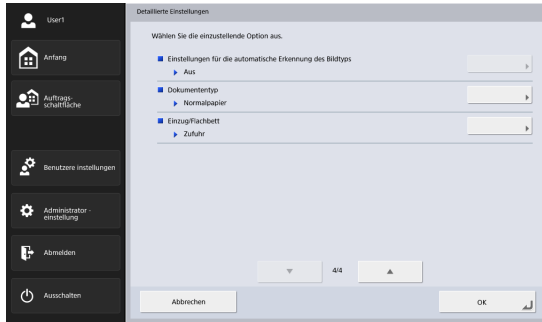 User1
Anfang
Auftrags-
schaltfläche
Benutzere instellungen
Administrator -
einstellung
Abmelden
Ausschalten
Detaillierte Einstellungen
Wählen Sie die einzustellende Option aus.
Einstellungen für die automatische Erkennung des Bildtyps
Aus
Dokumententyp
Normalpapier
Einzug/Flachbett
Zufuhr
4/4
Abbrechen
OK